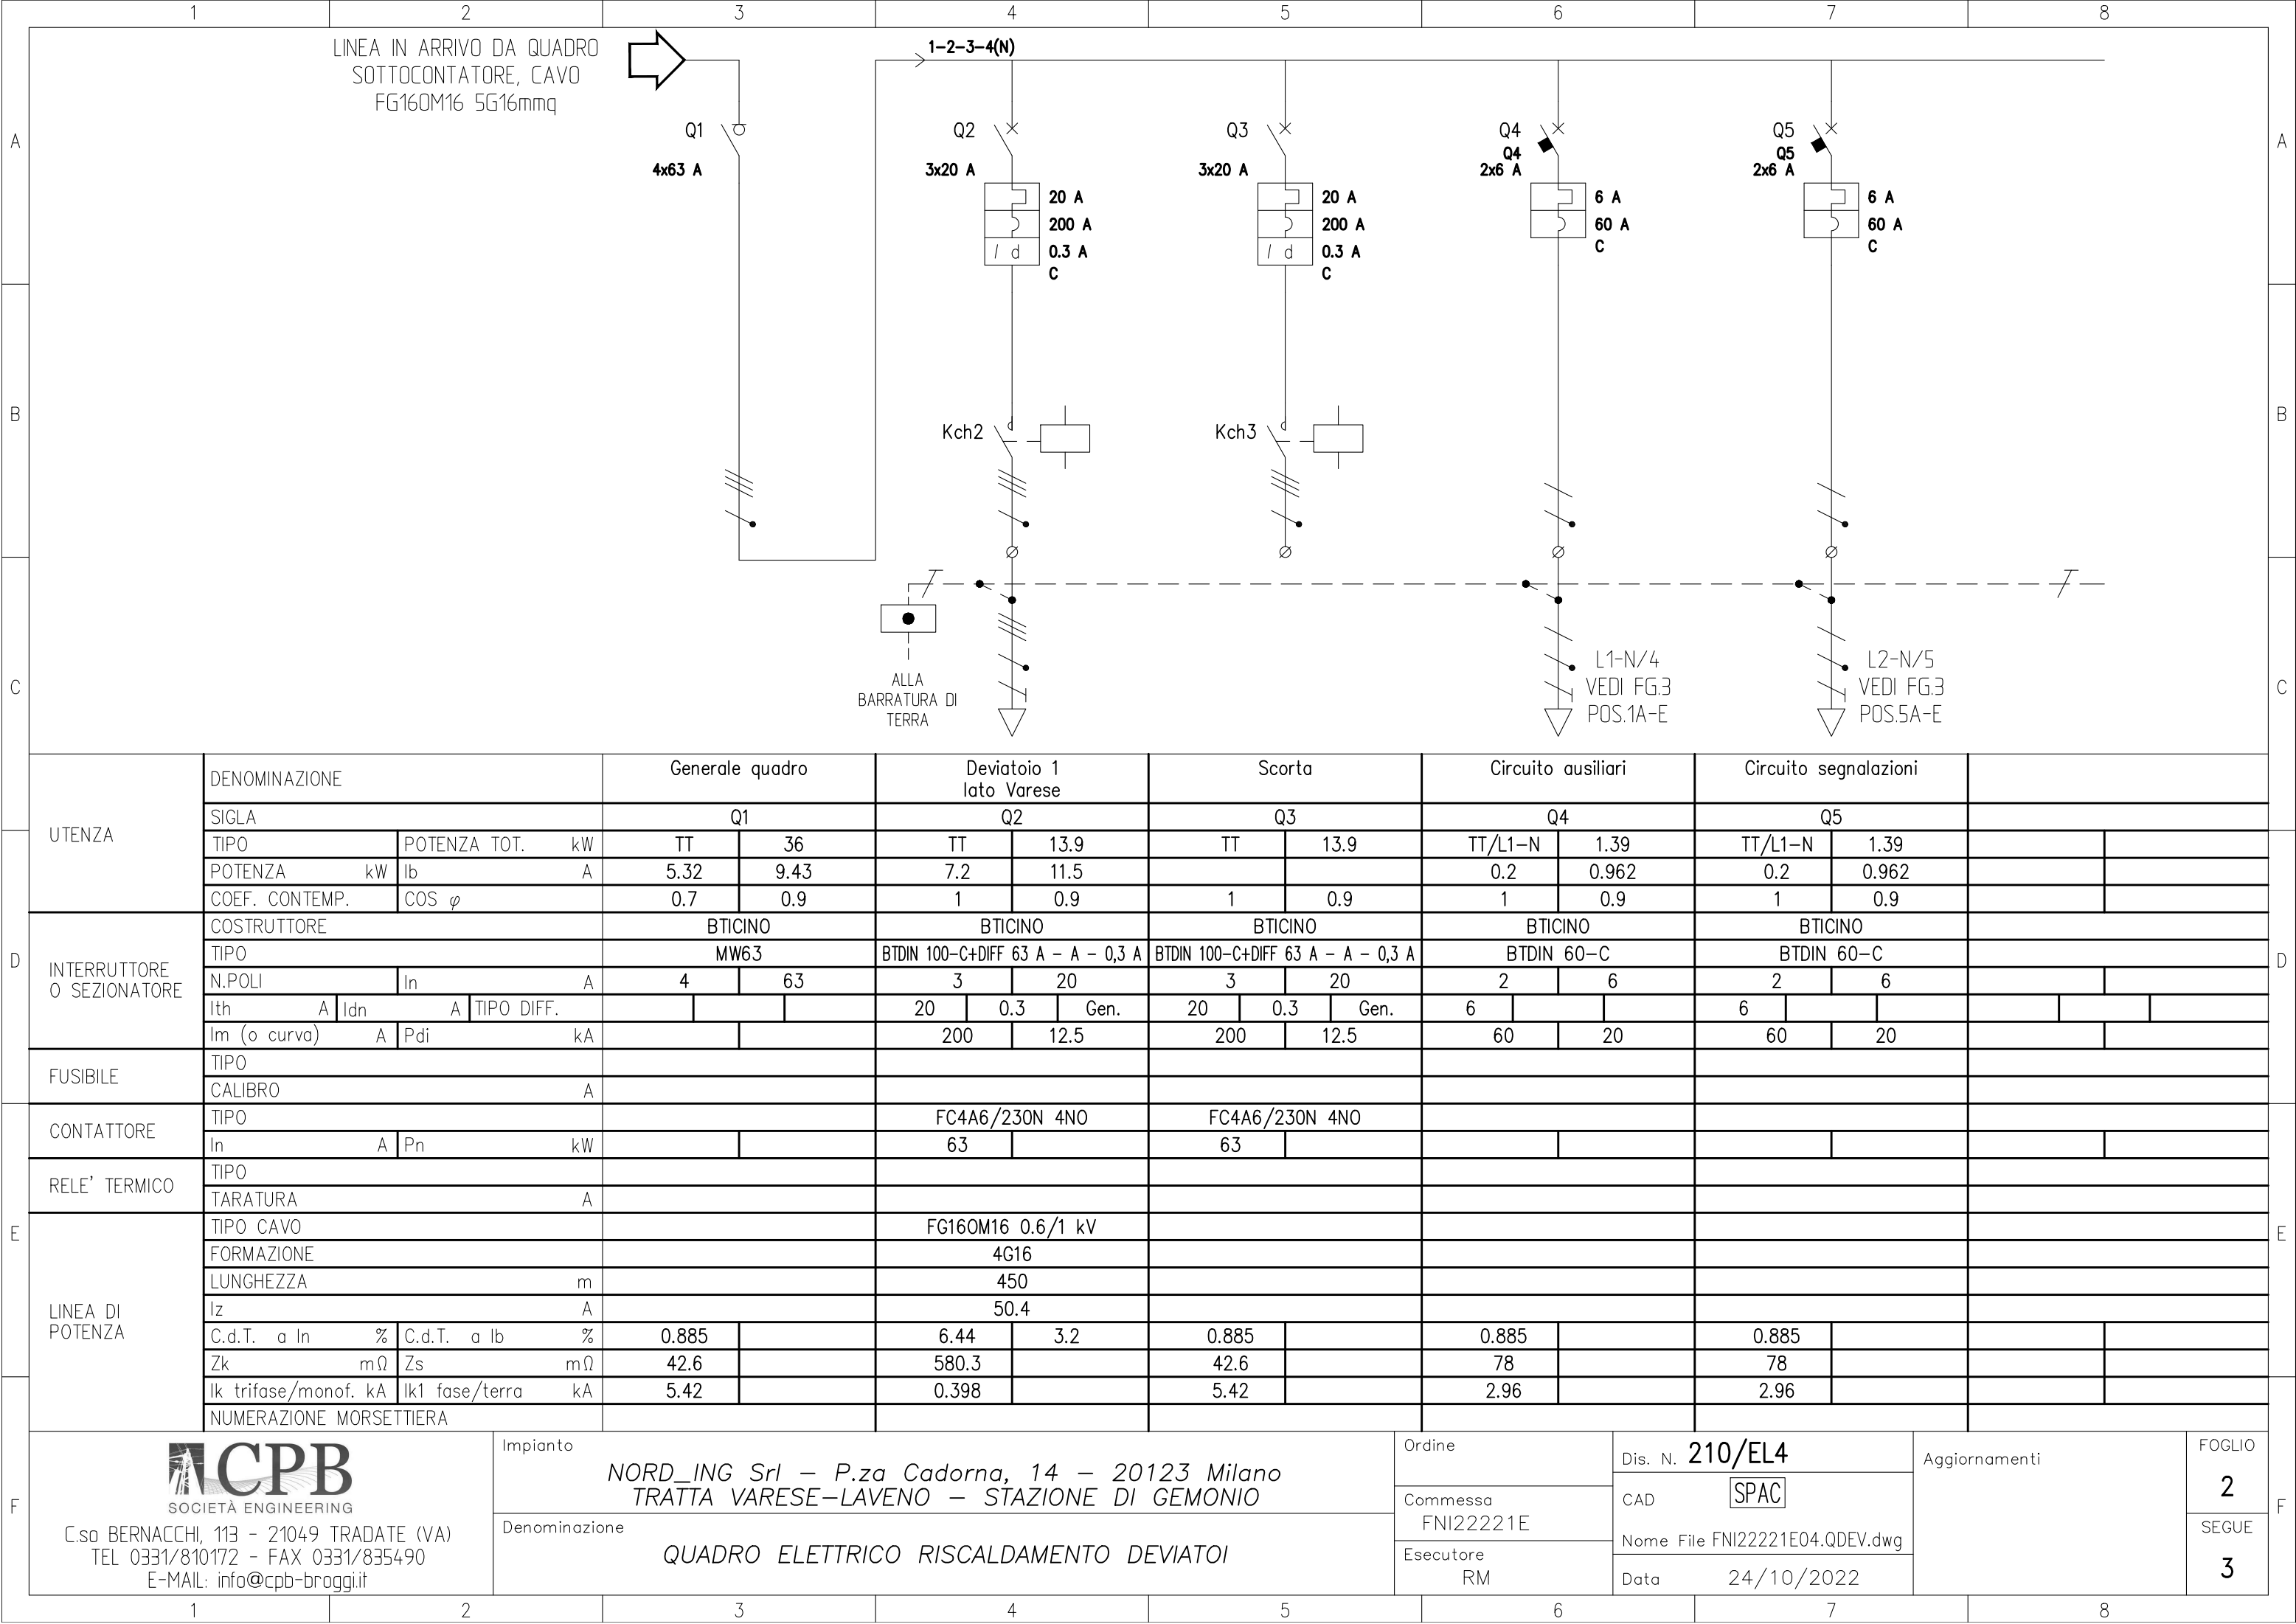 1 2 3 4 5 6 7 8
LINEA IN ARRIVO DA QUADRO
SOTTOCONTATORE, CAVO
FG16OM16 5G16mmq
1-2-3-4(N)
A A
Q1
4x63 A
Q2
3x20 A
20 A
200 A
I d 0.3 A
C
Q3
3x20 A
20 A
200 A
I d 0.3 A
C
Q4
Q4
2x6 A
6 A
60 A
C
Q5
Q5
2x6 A
6 A
60 A
C
B B
Kch2
Kch3
C C
ALLA
BARRATURA DI
TERRA
L1-N/4
VEDI FG.3
POS.1A-E
L2-N/5
VEDI FG.3
POS.5A-E
UTENZA
DENOMINAZIONE Generale quadro Deviatoio 1 Scorta Circuito ausiliari Circuito segnalazioni
lato Varese
SIGLA Q1 Q2 Q3 Q4 Q5
TIPO POTENZA TOT. kW TT 36 TT 13.9 TT 13.9 TT/L1-N 1.39 TT/L1-N 1.39
POTENZA kW Ib A 5.32 9.43 7.2 11.5 0.2 0.962 0.2 0.962
COEF. CONTEMP. COS φ 0.7 0.9 1 0.9 1 0.9 1 0.9 1 0.9
D D
INTERRUTTORE
O SEZIONATORE
COSTRUTTORE BTICINO BTICINO BTICINO BTICINO BTICINO
TIPO MW63 BTDIN 100-C+DIFF 63 A - A - 0,3 A BTDIN 100-C+DIFF 63 A - A - 0,3 A BTDIN 60-C BTDIN 60-C
N.POLI In A 4 63 3 20 3 20 2 6 2 6
Ith A Idn A TIPO DIFF. 20 0.3 Gen. 20 0.3 Gen. 6 6
Im (o curva) A Pdi kA 200 12.5 200 12.5 60 20 60 20
FUSIBILE
TIPO
CALIBRO A
CONTATTORE
TIPO FC4A6/230N 4NO FC4A6/230N 4NO
In A Pn kW 63 63
RELE' TERMICO
TIPO
TARATURA A
E E
LINEA DI
POTENZA
TIPO CAVO FG16OM16 0.6/1 kV
FORMAZIONE 4G16
LUNGHEZZA m 450
Iz A 50.4
C.d.T. a In % C.d.T. a Ib % 0.885 6.44 3.2 0.885 0.885 0.885
Zk mΩ Zs mΩ 42.6 580.3 42.6 78 78
Ik trifase/monof. kA Ik1 fase/terra kA 5.42 0.398 5.42 2.96 2.96
NUMERAZIONE MORSETTIERA
F F
CPB
SOCIETÀ ENGINEERING
C.so BERNACCHI, 113 - 21049 TRADATE (VA)
TEL 0331/810172 - FAX 0331/835490
E-MAIL: info@cpb-broggi.it
Impianto
NORD_ING Srl - P.za Cadorna, 14 - 20123 Milano
TRATTA VARESE-LAVENO - STAZIONE DI GEMONIO
Denominazione
QUADRO ELETTRICO RISCALDAMENTO DEVIATOI
Ordine
Commessa
FNI22221E
Esecutore
RM
Dis. N. 210/EL4
CAD SPAC
Nome File FNI22221E04.QDEV.dwg
Data 24/10/2022
Aggiornamenti
FOGLIO
2
SEGUE
3
1 2 3 4 5 6 7 8